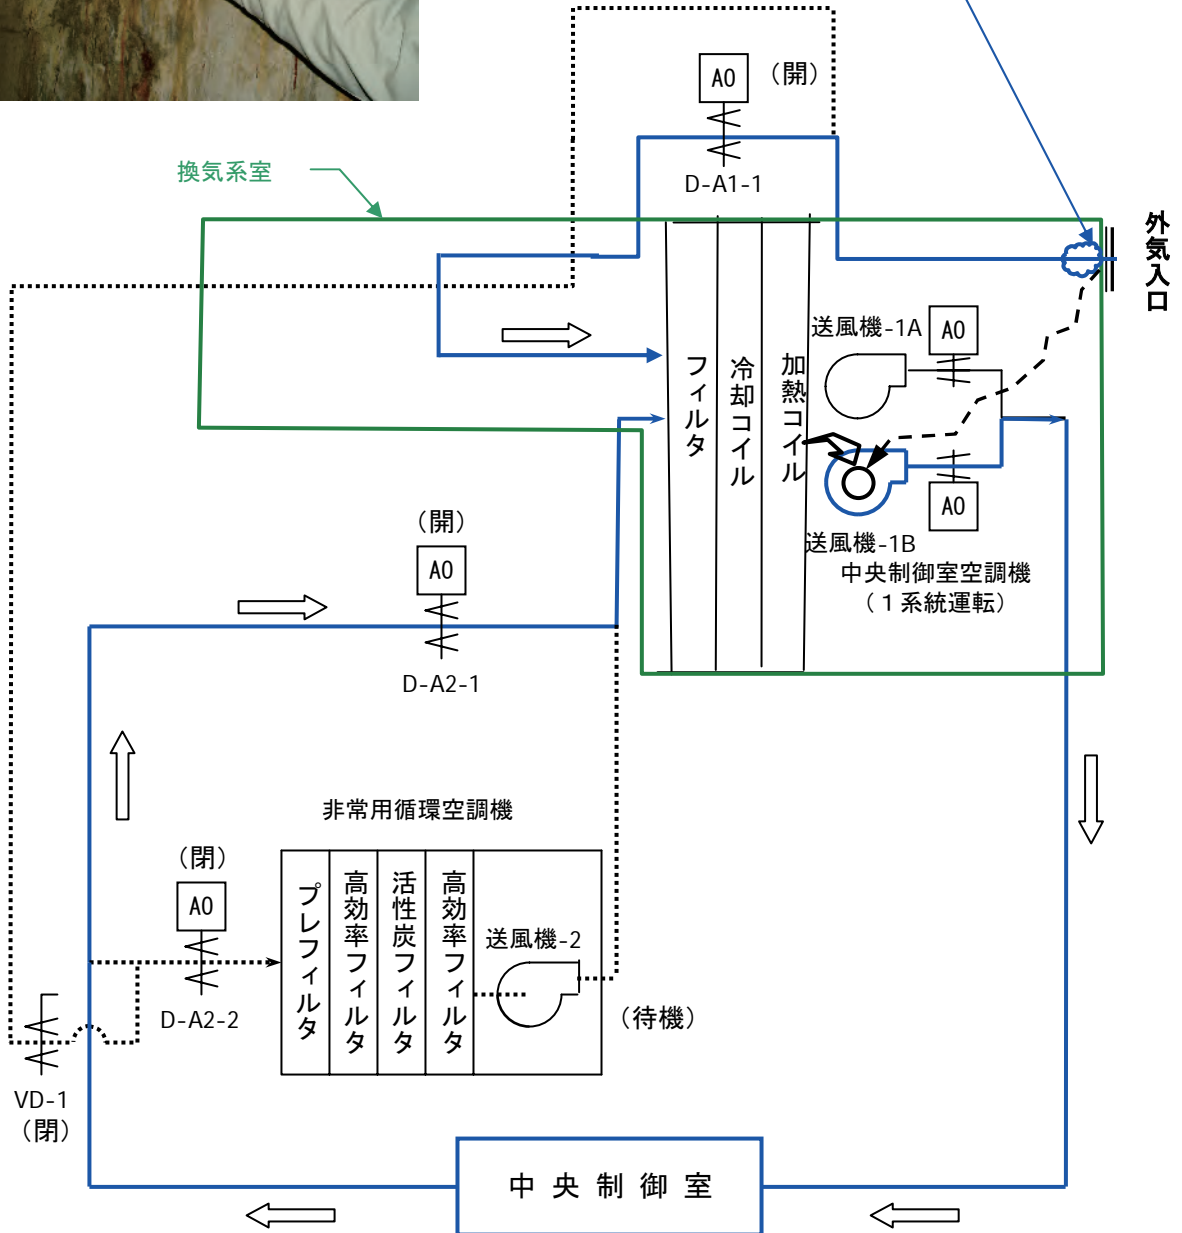 AO
(開)
D-A1-1
換気系室
外気入口
送風機-1A
AO
フィルタ
冷却コイル
加熱コイル
AO
送風機-1B
中央制御室空調機
(1系統運転)
(開)
AO
D-A2-1
非常用循環空調機
(閉)
AO
D-A2-2
プレフィルタ
高効率フィルタ
活性炭フィルタ
高効率フィルタ
送風機-2
(待機)
VD-1
(閉)
中央制御室